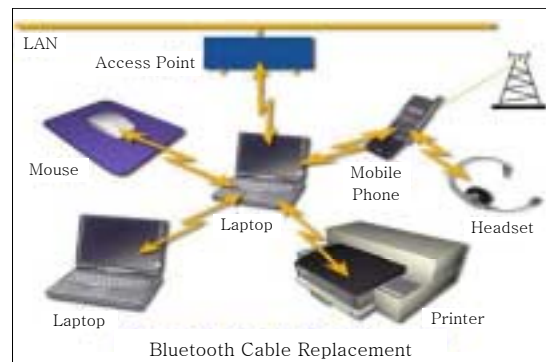 LAN
Access Point
Mouse
Mobile
Phone
Headset
Laptop
Laptop
Printer
Bluetooth Cable Replacement